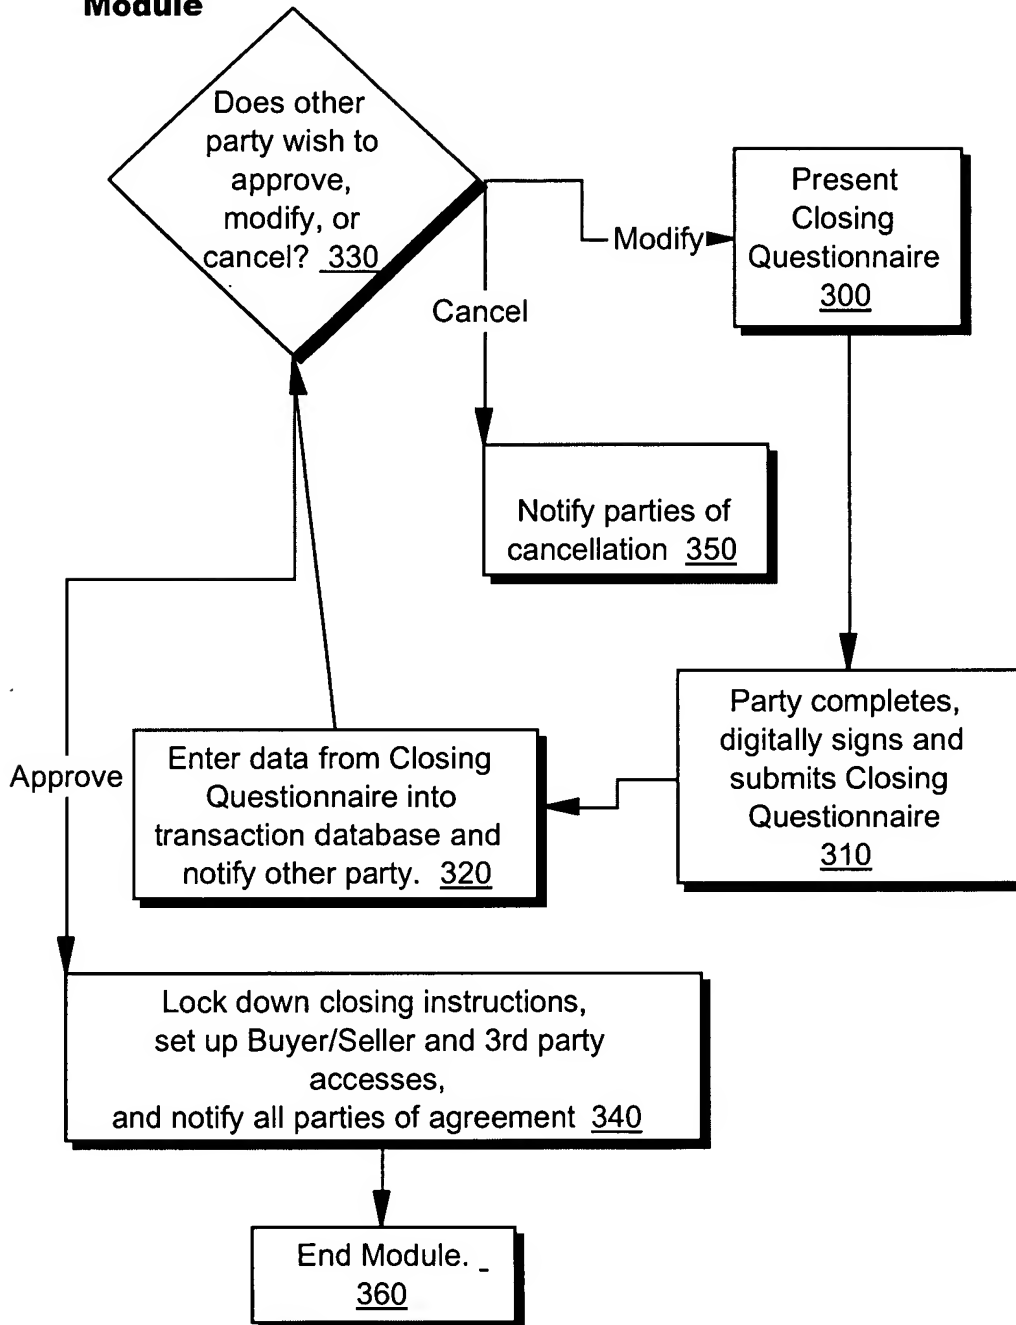 Module
Does other
party wish to
approve,
modify, or
cancel? 330
Modify
Present
Closing
Questionnaire
300
Cancel
Notify parties of
cancellation 350
Party completes,
digitally signs and
submits Closing
Questionnaire
310
Approve
Enter data from Closing
Questionnaire into
transaction database and
notify other party. 320
Lock down closing instructions,
set up Buyer/Seller and 3rd party
accesses,
and notify all parties of agreement 340
End Module.
360